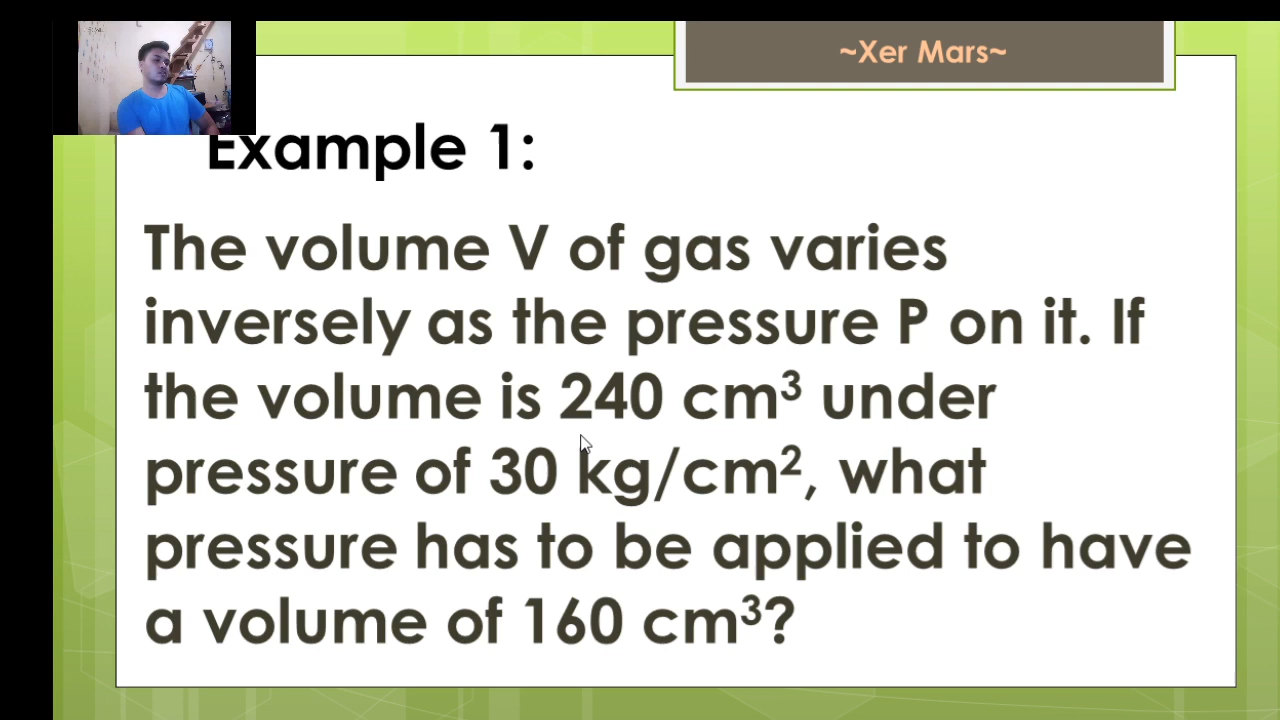 ~Xer Mars~
Example 1:
The volume V of gas varies
inversely as the pressure P on it. If
the volume is 240 cm³ under
pressure of 30 kg/cm², what
pressure has to be applied to have
a volume of 160 cm³?